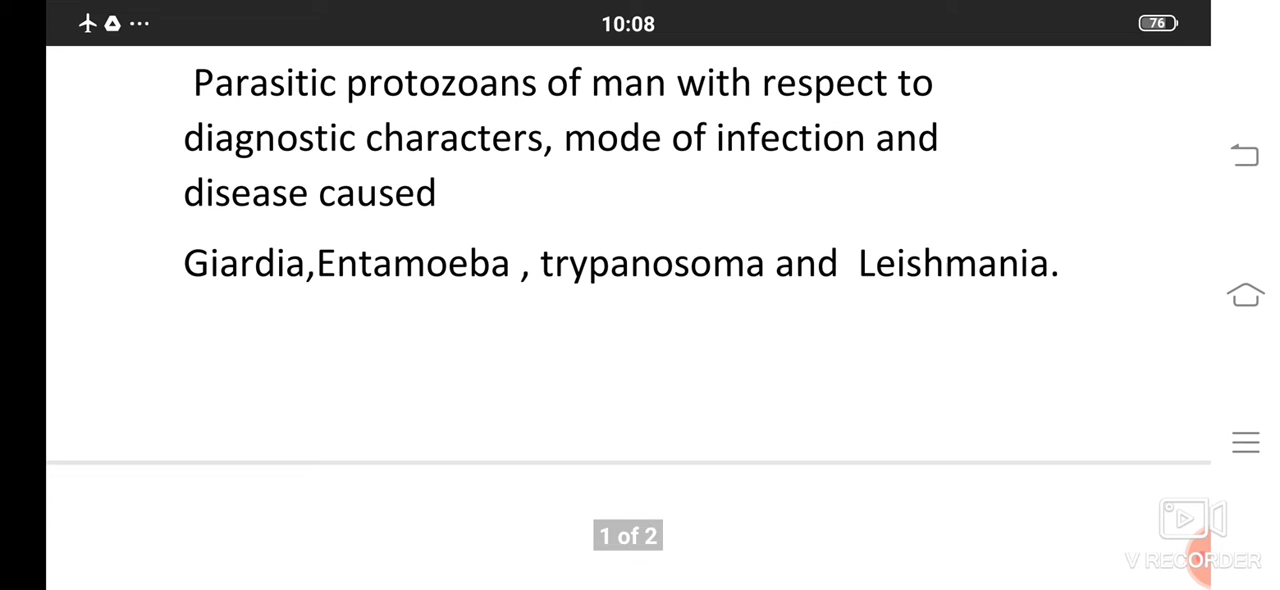 10:08
76
Parasitic protozoans of man with respect to
diagnostic characters, mode of infection and
disease caused
Giardia,Entamoeba , trypanosoma and Leishmania.
1 of 2
V RECORDER